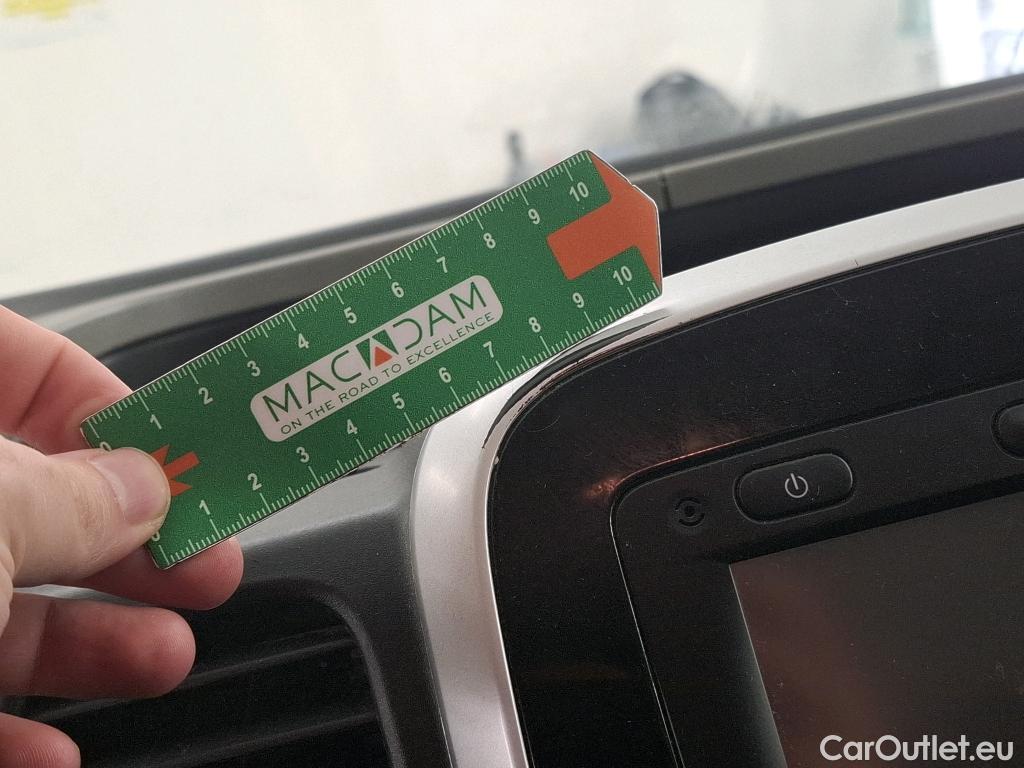 0 1 2 3 4 5 6 7 8 9 10
MACADAM
ON THE ROAD TO EXCELLENCE
1 2 3 4 5 6 7 8 9 10
CarOutlet.eu